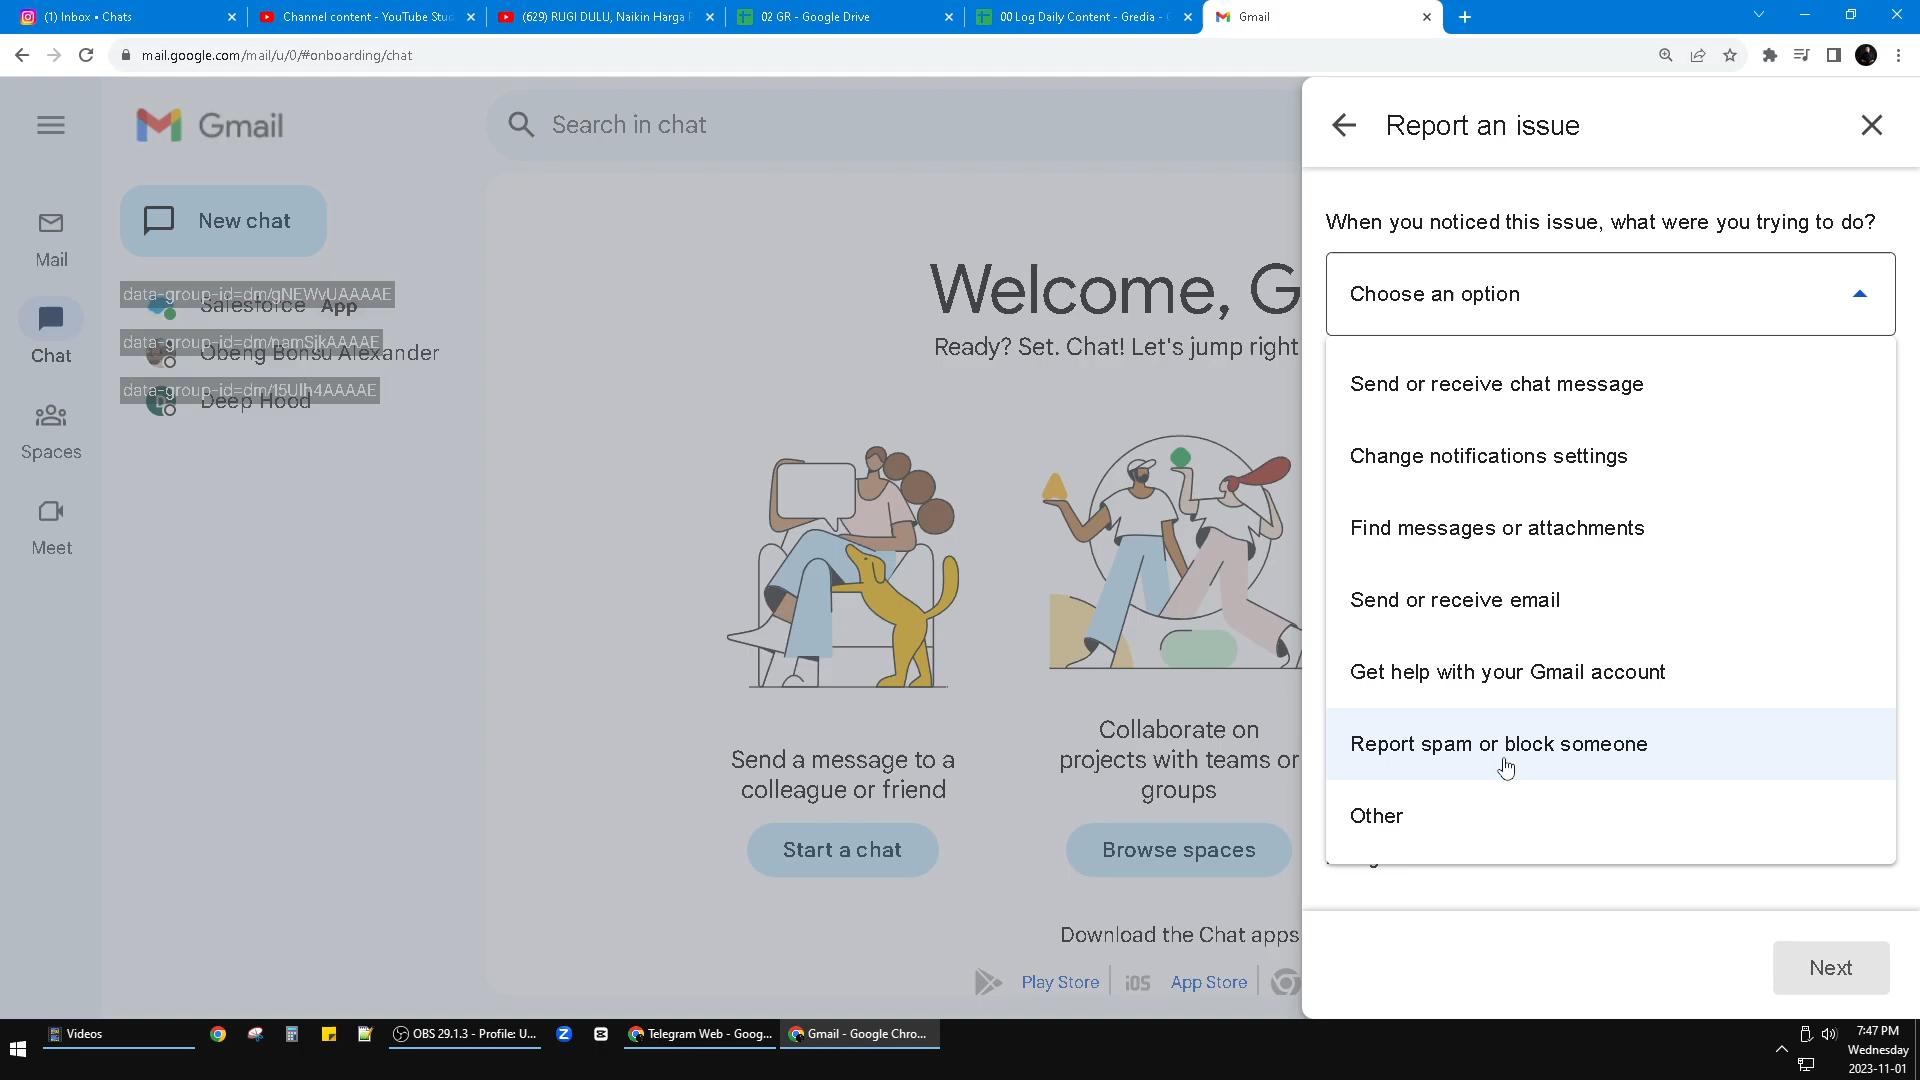 (1) Inbox • Chats
Channel content - YouTube Stud
(629) RUGI DULU, Naikin Harga
02 GR - Google Drive
00 Log Daily Content - Gredia -
Gmail
mail.google.com/mail/u/0/#onboarding/chat
Gmail
Search in chat
New chat
Mail
Chat
Spaces
Meet
data-group-id=dm/gNEWvUAAAAE
Salesforce App
data-group-id=dm/namSjkAAAAE
Obeng Bonsu Alexander
data-group-id=dm/15Ulh4AAAAE
Deep Hood
Welcome, G
Ready? Set. Chat! Let's jump right
Send a message to a
colleague or friend
Start a chat
Collaborate on
projects with teams or
groups
Browse spaces
Download the Chat apps
Play Store
iOS
App Store
Report an issue
When you noticed this issue, what were you trying to do?
Choose an option
Send or receive chat message
Change notifications settings
Find messages or attachments
Send or receive email
Get help with your Gmail account
Report spam or block someone
Other
Next
Videos
OBS 29.1.3 - Profile: U...
Telegram Web - Goog...
Gmail - Google Chro...
7:47 PM
Wednesday
2023-11-01